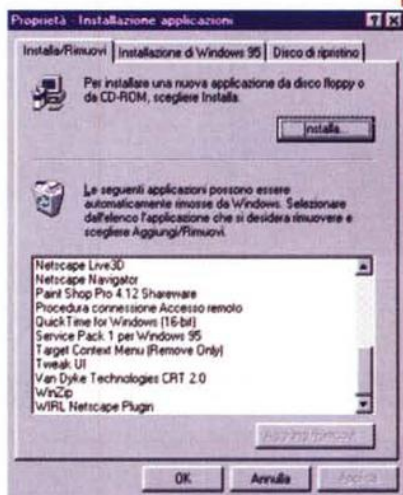 Proprietà - Installazione applicazioni
Installa/Rimuovi
Installazione di Windows 95
Disco di ripristino
Per installare una nuova applicazione da disco floppy o
da CD-ROM, scegliere Installa.
Installa...
Le seguenti applicazioni possono essere
automaticamente rimosse da Windows. Selezionare
dall'elenco l'applicazione che si desidera rimuovere e
scegliere Aggiungi/Rimuovi.
Netscape Live3D
Netscape Navigator
Paint Shop Pro 4.12 Shareware
Procedura connessione Accesso remoto
QuickTime for Windows (16-bit)
Service Pack 1 per Windows 95
Target Context Menu (Remove Only)
Tweak UI
Van Dyke Technologies CRT 2.0
WinZip
WIRL Netscape Plugin
Aggiungi/Rimuovi...
OK
Annulla
Applica